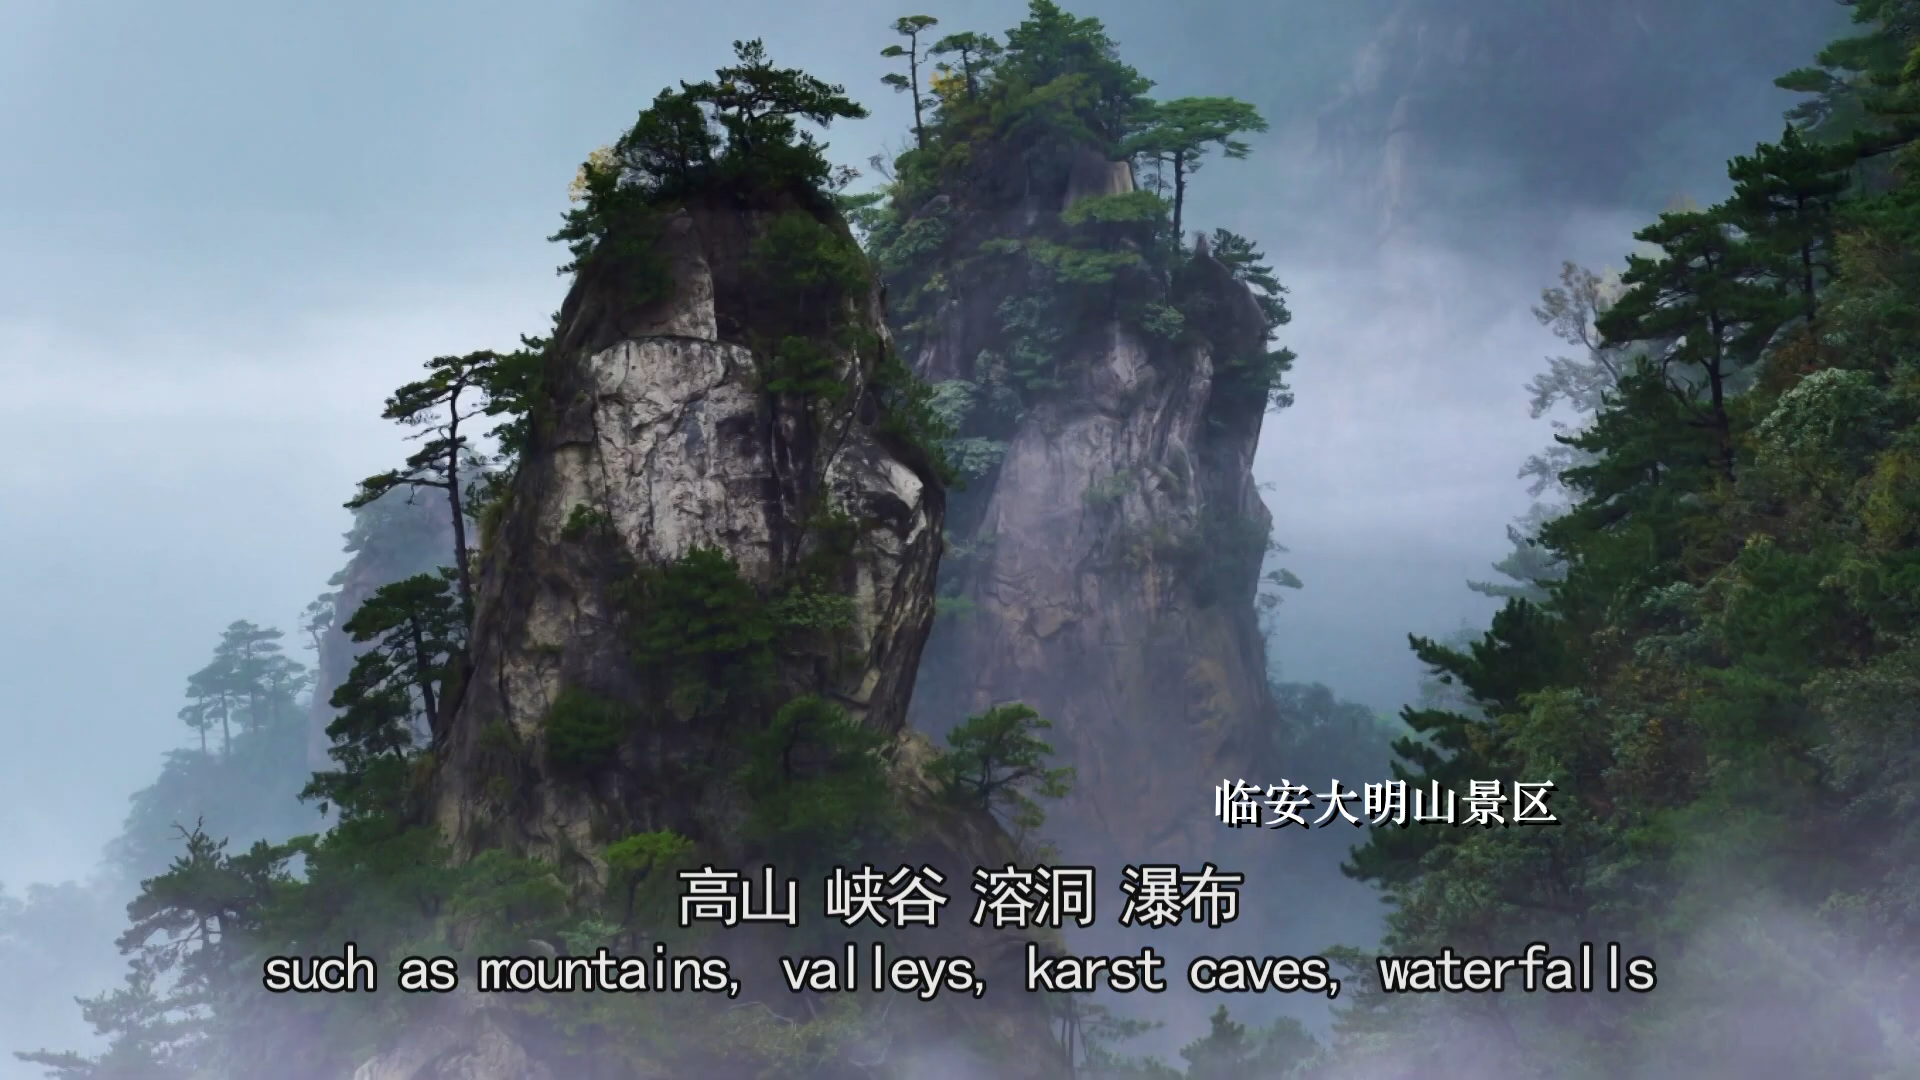 临安大明山景区
高山 峡谷 溶洞 瀑布
such as mountains, valleys, karst caves, waterfalls